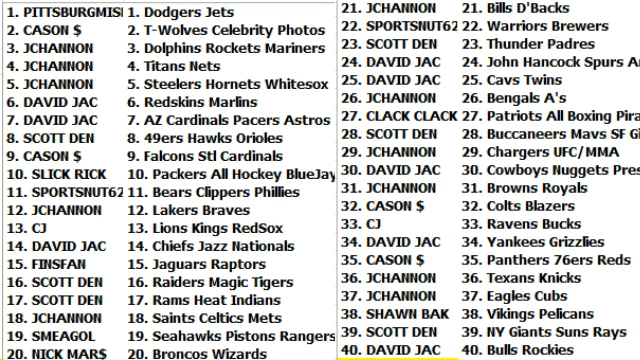 1. PITTSBURGMIS 1. Dodgers Jets
2. CASON $ 2. T-Wolves Celebrity Photos
3. JCHANNON 3. Dolphins Rockets Mariners
4. JCHANNON 4. Titans Nets
5. JCHANNON 5. Steelers Hornets Whitesox
6. DAVID JAC 6. Redskins Marlins
7. DAVID JAC 7. AZ Cardinals Pacers Astros
8. SCOTT DEN 8. 49ers Hawks Orioles
9. CASON $ 9. Falcons Stl Cardinals
10. SLICK RICK 10. Packers All Hockey BlueJay
11. SPORTSNUT62 11. Bears Clippers Phillies
12. JCHANNON 12. Lakers Braves
13. CJ 13. Lions Kings RedSox
14. DAVID JAC 14. Chiefs Jazz Nationals
15. FINSFAN 15. Jaguars Raptors
16. SCOTT DEN 16. Raiders Magic Tigers
17. SCOTT DEN 17. Rams Heat Indians
18. JCHANNON 18. Saints Celtics Mets
19. SMEAGOL 19. Seahawks Pistons Rangers
20. NICK MAR$ 20. Broncos Wizards
21. JCHANNON 21. Bills D'Backs
22. SPORTSNUT62 22. Warriors Brewers
23. SCOTT DEN 23. Thunder Padres
24. DAVID JAC 24. John Hancock Spurs A
25. DAVID JAC 25. Cavs Twins
26. JCHANNON 26. Bengals A's
27. CLACK CLACK 27. Patriots All Boxing Pira
28. SCOTT DEN 28. Buccaneers Mavs SF Gi
29. JCHANNON 29. Chargers UFC/MMA
30. DAVID JAC 30. Cowboys Nuggets Pres
31. JCHANNON 31. Browns Royals
32. CASON $ 32. Colts Blazers
33. CJ 33. Ravens Bucks
34. DAVID JAC 34. Yankees Grizzlies
35. CASON $ 35. Panthers 76ers Reds
36. JCHANNON 36. Texans Knicks
37. JCHANNON 37. Eagles Cubs
38. SHAWN BAK 38. Vikings Pelicans
39. SCOTT DEN 39. NY Giants Suns Rays
40. DAVID JAC 40. Bulls Rockies